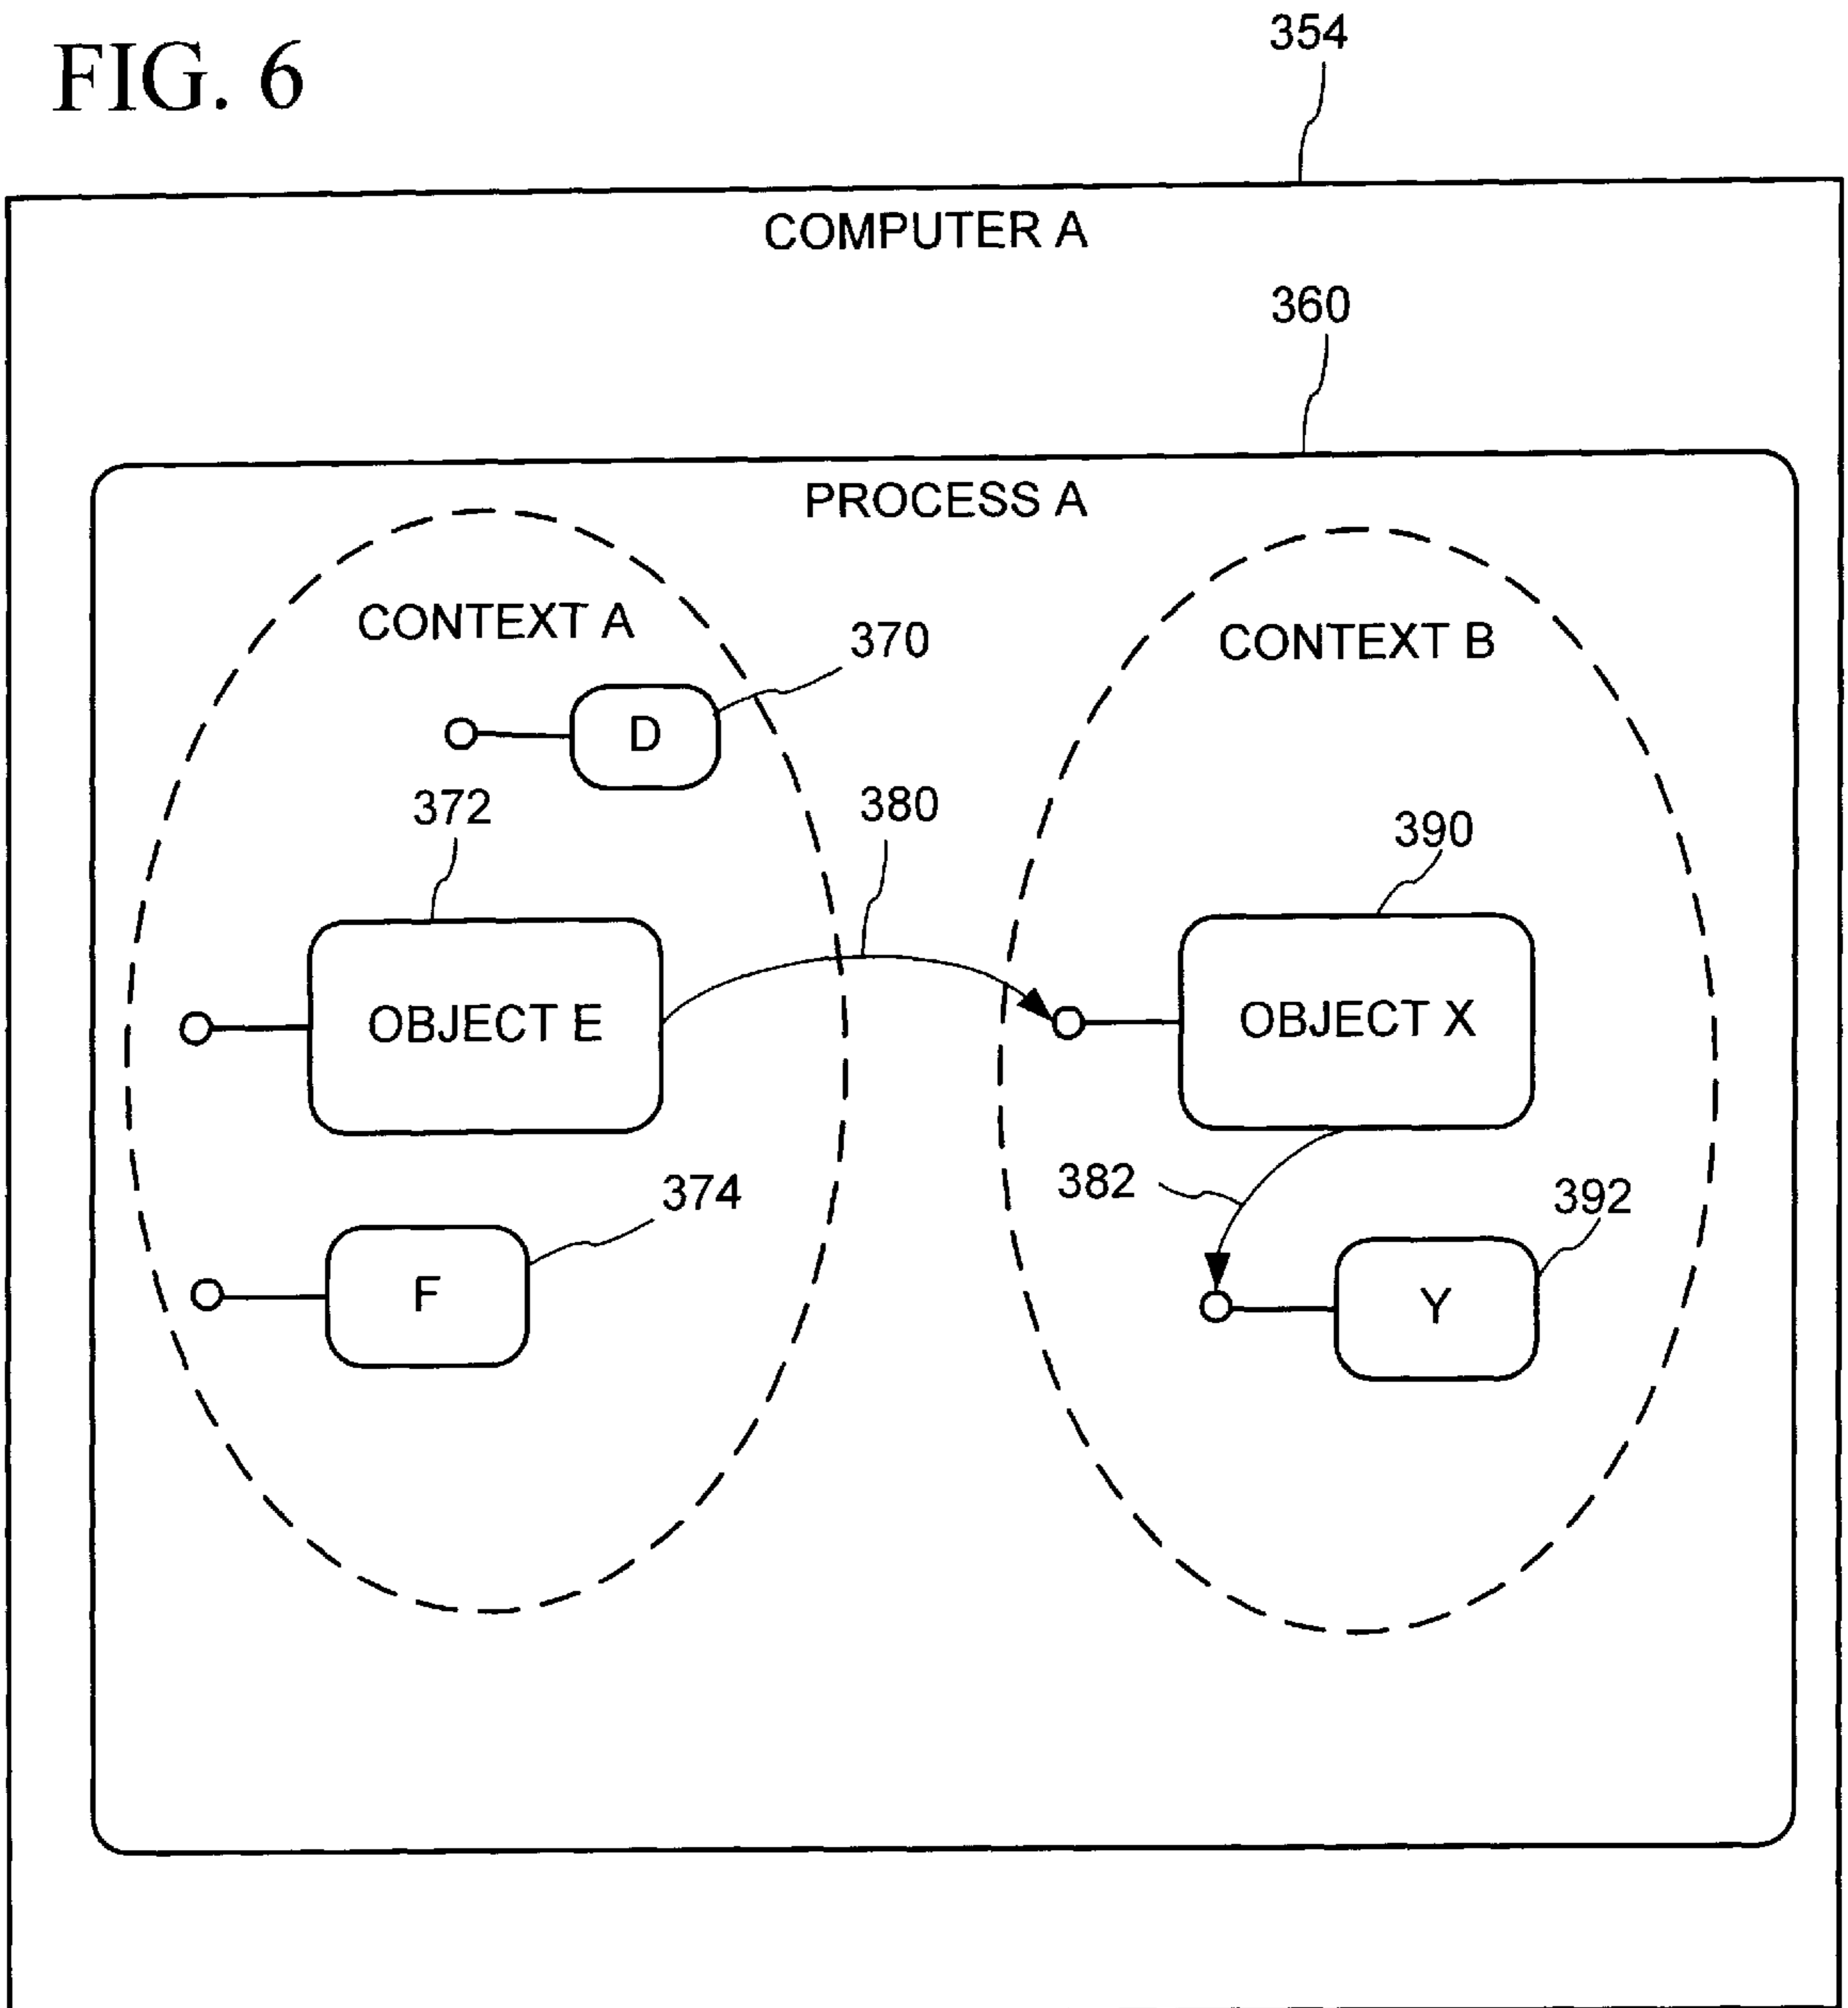 FIG. 6
354
COMPUTER A
360
PROCESS A
CONTEXT A
370
CONTEXT B
D
372
380
390
OBJECT E
OBJECT X
374
382
392
F
Y